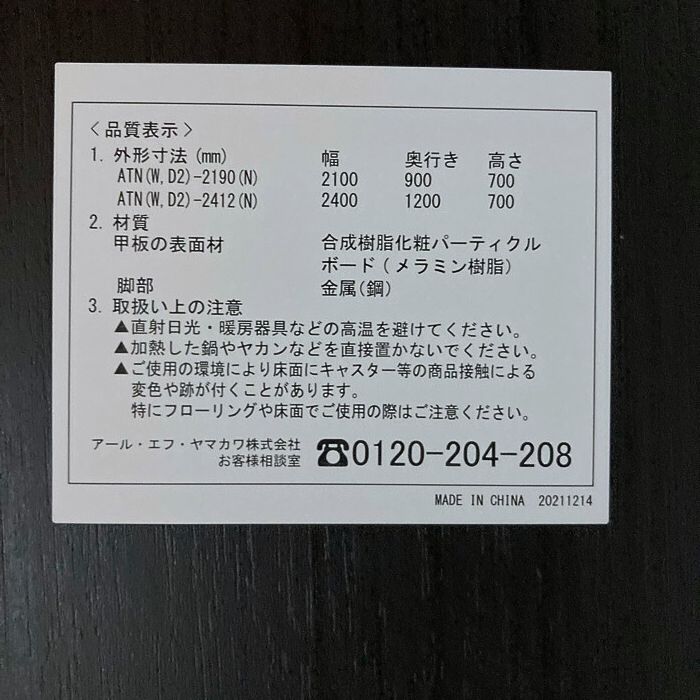 <品質表示>
1. 外形寸法(mm) 幅 奥行き 高さ
ATN(W,D2)-2190(N) 2100 900 700
ATN(W,D2)-2412(N) 2400 1200 700
2. 材質
甲板の表面材 合成樹脂化粧パーティクル
ボード(メラミン樹脂)
脚部 金属(鋼)
3. 取扱い上の注意
▲直射日光・暖房器具などの高温を避けてください。
▲加熱した鍋やヤカンなどを直接置かないでください。
▲ご使用の環境により床面にキャスター等の商品接触による
変色や跡が付くことがあります。
特にフローリングや床面でご使用の際はご注意ください。
アール・エフ・ヤマカワ株式会社
お客様相談室 ☎0120-204-208
MADE IN CHINA 20211214